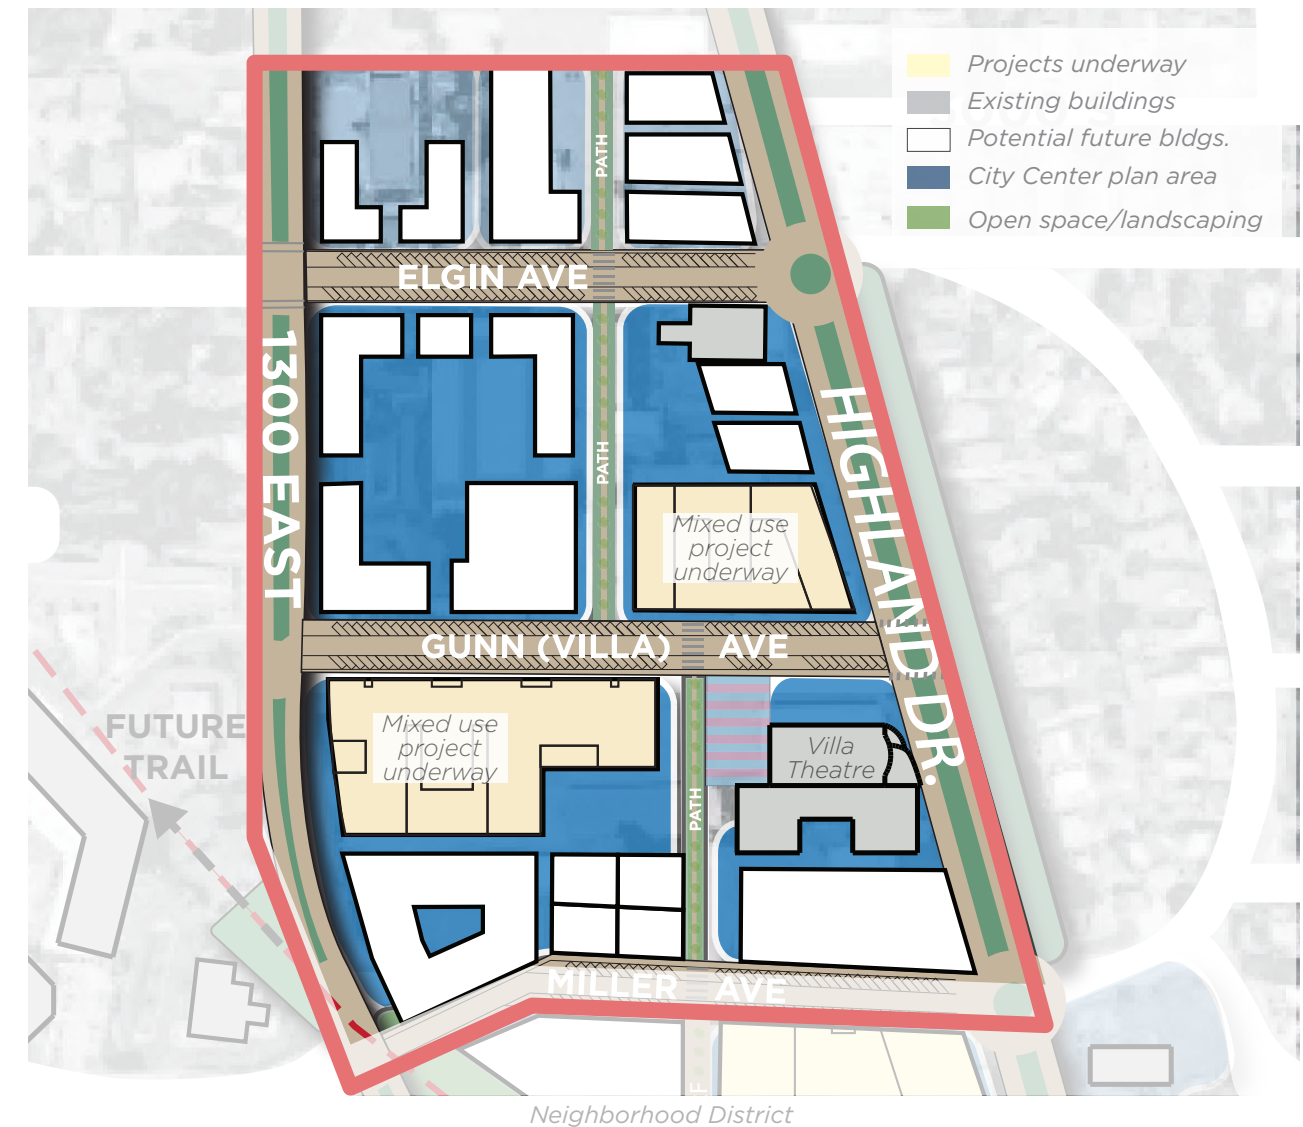 Projects underway
Existing buildings
Potential future bldgs.
City Center plan area
Open space/landscaping
PATH
ELGIN AVE
1300 EAST
PATH
HIGHLAND DR.
Mixed use
project
underway
GUNN (VILLA) AVE
FUTURE
TRAIL
Mixed use
project
underway
Villa
Theatre
PATH
MILLER AVE
Neighborhood District